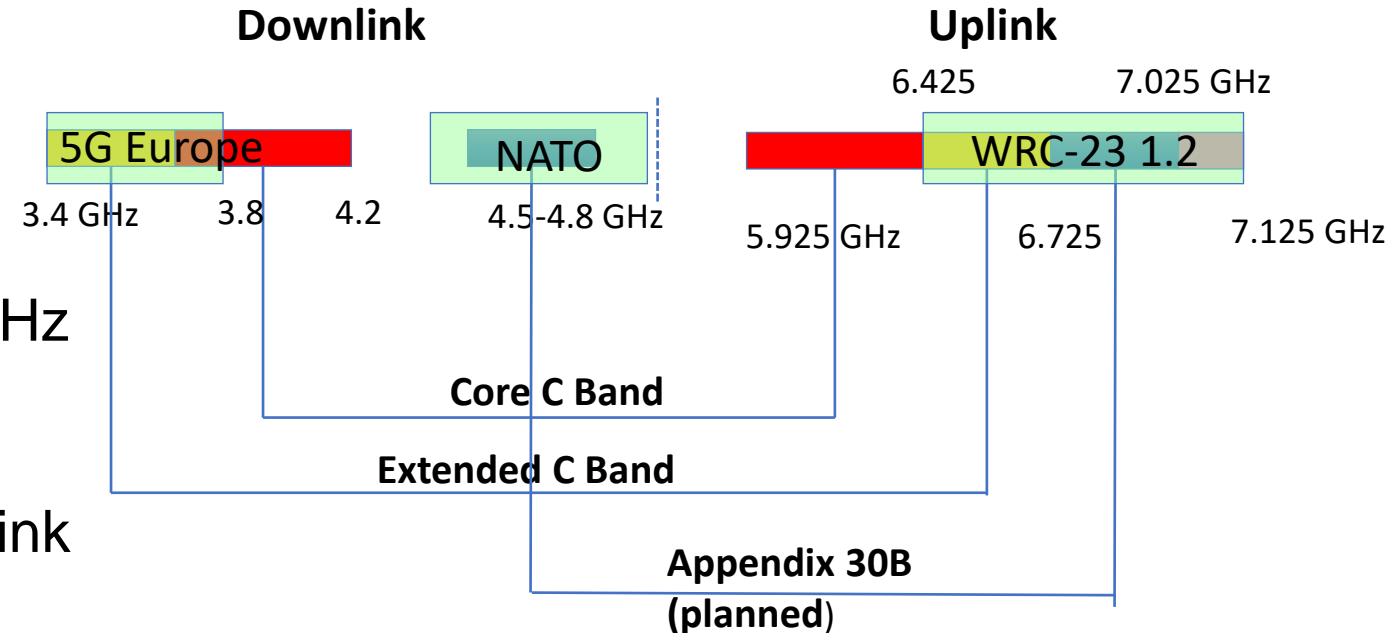 Downlink
Uplink
6.425
7.025 GHz
5G Europe
NATO
WRC-23 1.2
3.4 GHz
3.8
4.2
4.5-4.8 GHz
5.925 GHz
6.725
7.125 GHz
Hz
Core C Band
Extended C Band
ink
Appendix 30B
(planned)